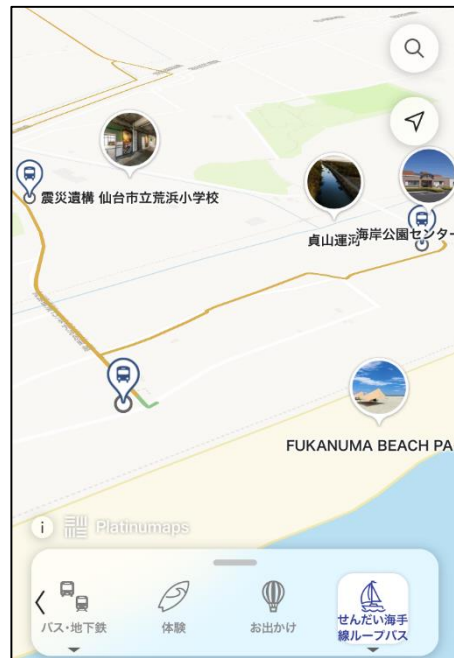 震災遺構 仙台市立荒浜小学校
貞山運河
海岸公園センター
FUKANUMA BEACH PA
i
Platinumaps
バス・地下鉄
体験
お出かけ
せんだい海手
線ループバス